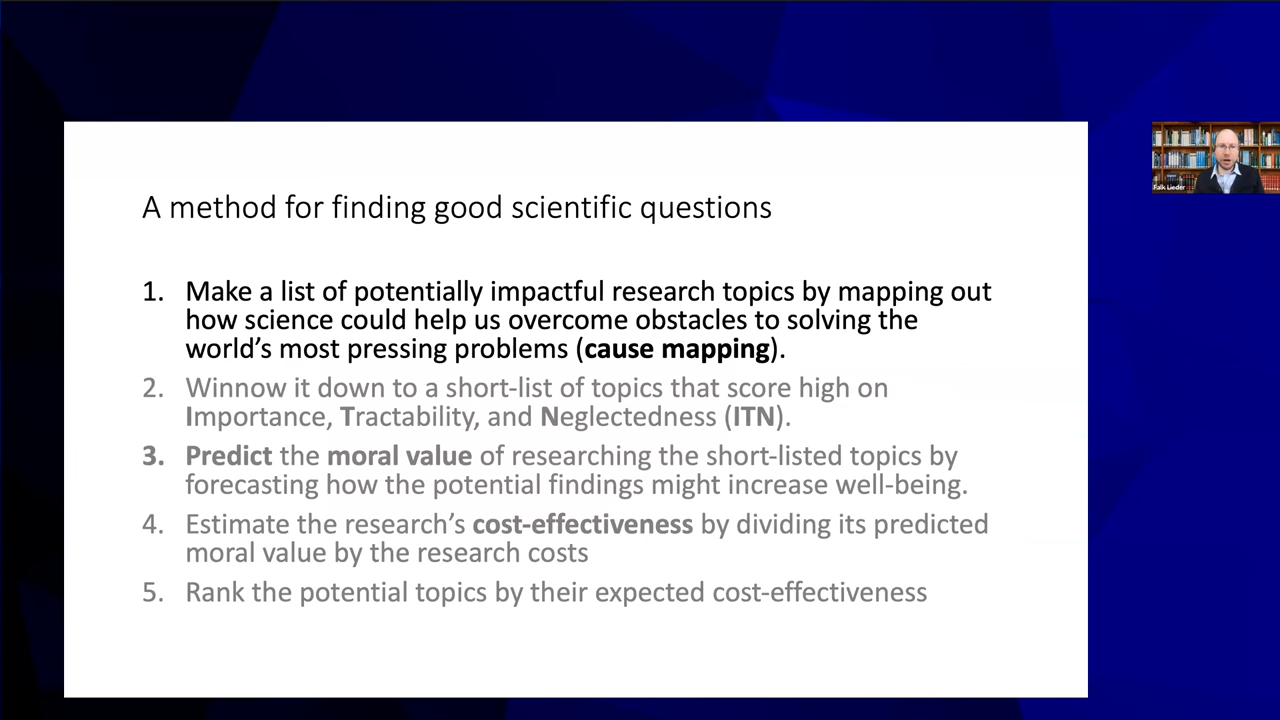 A method for finding good scientific questions
1. Make a list of potentially impactful research topics by mapping out
how science could help us overcome obstacles to solving the
world’s most pressing problems (cause mapping).
2. Winnow it down to a short-list of topics that score high on
Importance, Tractability, and Neglectedness (ITN).
3. Predict the moral value of researching the short-listed topics by
forecasting how the potential findings might increase well-being.
4. Estimate the research’s cost-effectiveness by dividing its predicted
moral value by the research costs
5. Rank the potential topics by their expected cost-effectiveness
Falk Lieder